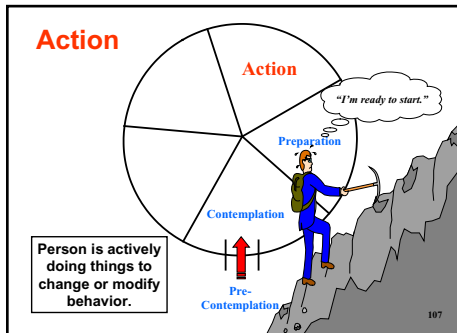 Action
Action
“I’m ready to start.”
Preparation
Contemplation
Person is actively
doing things to
change or modify
behavior.
Pre-
Contemplation
107